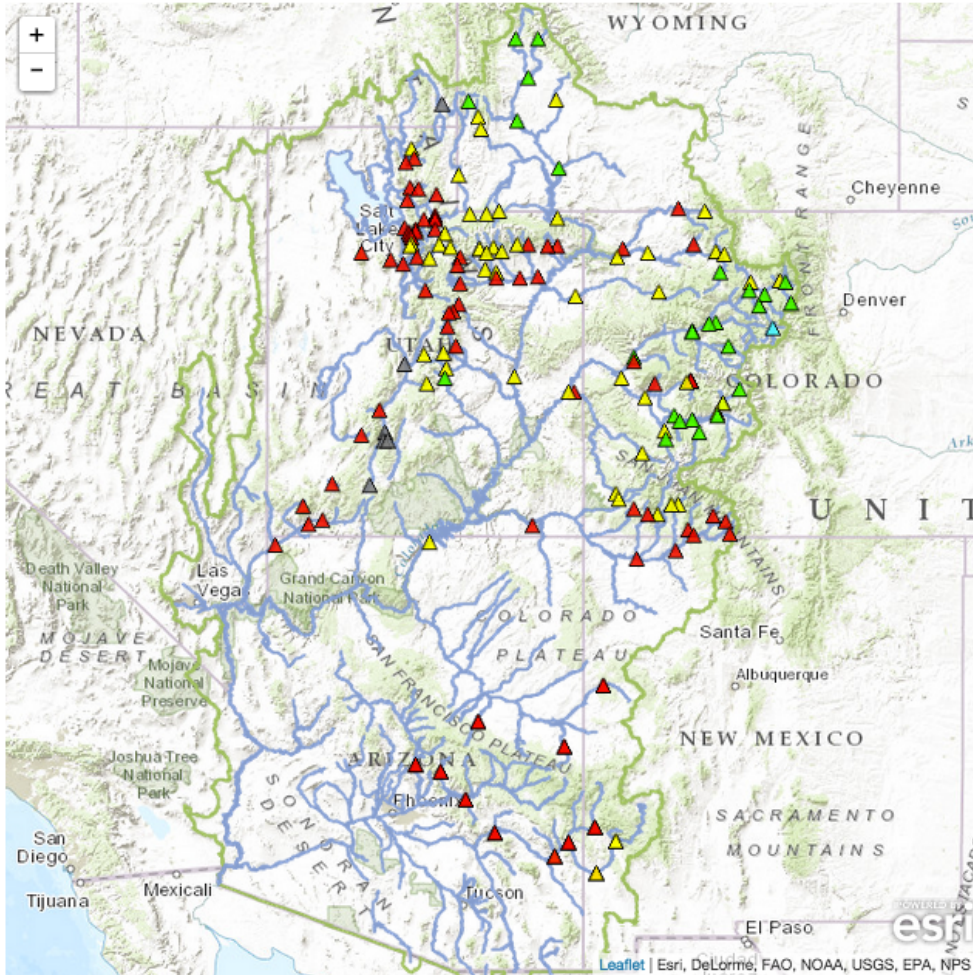 +
−
WYOMING
Cheyenne
FRONT RANGE
Salt
Lake
City
Denver
NEVADA
UTAH
GREAT BASIN
COLORADO
SAN JUAN MOUNTAINS
UNIT
Death Valley
National
Park
Las
Vegas
Grand Canyon
National Park
COLORADO
PLATEAU
MOJAVE
DESERT
Mojave
National
Preserve
Santa Fe
Albuquerque
SAN FRANCISCO PLATEAU
NEW MEXICO
Joshua Tree
National
Park
ARIZONA
Phoenix
SONORAN
DESERT
SACRAMENTO
MOUNTAINS
San
Diego
Tijuana
Mexicali
Tucson
El Paso
POWERED BY
esri
Leaflet | Esri, DeLorme, FAO, NOAA, USGS, EPA, NPS